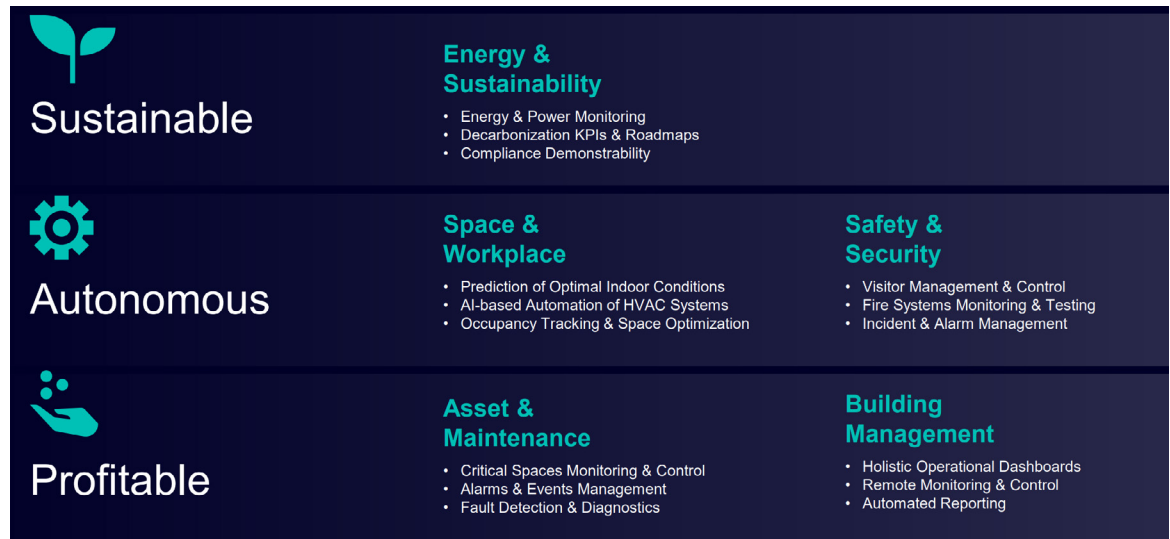 Sustainable
Energy &
Sustainability
• Energy & Power Monitoring
• Decarbonization KPIs & Roadmaps
• Compliance Demonstrability
Autonomous
Space &
Workplace
• Prediction of Optimal Indoor Conditions
• AI-based Automation of HVAC Systems
• Occupancy Tracking & Space Optimization
Safety &
Security
• Visitor Management & Control
• Fire Systems Monitoring & Testing
• Incident & Alarm Management
Profitable
Asset &
Maintenance
• Critical Spaces Monitoring & Control
• Alarms & Events Management
• Fault Detection & Diagnostics
Building
Management
• Holistic Operational Dashboards
• Remote Monitoring & Control
• Automated Reporting